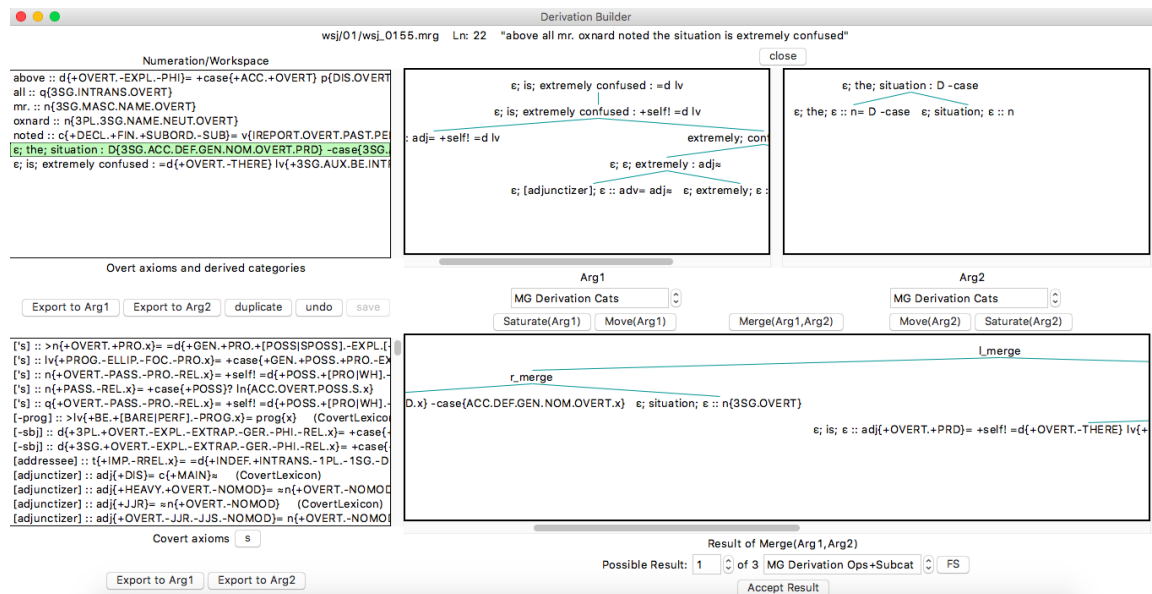 Derivation Builder
wsj/01/wsj_0155.mrg Ln: 22 "above all mr. oxnard noted the situation is extremely confused"
Numeration/Workspace
close
above :: d{+OVERT.-EXPL.-PHI}= +case{+ACC.+OVERT} p{DIS.OVERT
all :: q{3SG.INTRANS.OVERT}
mr. :: n{3SG.MASC.NAME.OVERT}
oxnard :: n{3PL.3SG.NAME.NEUT.OVERT}
noted :: c{+DECL.+FIN.+SUBORD.-SUB}= v{IREPORT.OVERT.PAST.PE
ε; the; situation : D{3SG.ACC.DEF.GEN.NOM.OVERT.PRD} -case{3SG.
ε; is; extremely confused : =d{+OVERT.-THERE} lv{+3SG.AUX.BE.INTF
ε; is; extremely confused : =d lv
ε; is; extremely confused : +self! =d lv
: adj= +self! =d lv
extremely; conf
ε; ε; extremely : adj≈
ε; [adjunctizer]; ε :: adv= adj≈
ε; extremely; ε :
ε; the; situation : D -case
ε; the; ε :: n= D -case
ε; situation; ε :: n
Overt axioms and derived categories
Export to Arg1
Export to Arg2
duplicate
undo
save
Arg1
MG Derivation Cats
Saturate(Arg1)
Move(Arg1)
Merge(Arg1,Arg2)
Arg2
MG Derivation Cats
Move(Arg2)
Saturate(Arg2)
['s] :: >n{+OVERT.+PRO.x}= =d{+GEN.+PRO.+[POSS|SPOSS].-EXPL.[-
['s] :: lv{+PROG.-ELLIP.-FOC.-PRO.x}= +case{+GEN.+POSS.+PRO.-EX
['s] :: n{+OVERT.-PASS.-PRO.-REL.x}= +self! =d{+POSS.+[PRO|WH].-
['s] :: n{+PASS.-REL.x}= +case{+POSS}? ln{ACC.OVERT.POSS.S.x}
['s] :: q{+OVERT.-PASS.-PRO.-REL.x}= +self! =d{+POSS.+[PRO|WH].-
[-prog] :: >lv{+BE.+[BARE|PERF].-PROG.x}= prog{x} (CovertLexicon
[-sbj] :: d{+3PL.+OVERT.-EXPL.-EXTRAP.-GER.-PHI.-REL.x}= +case{-
[-sbj] :: d{+3SG.+OVERT.-EXPL.-EXTRAP.-GER.-PHI.-REL.x}= +case{
[addressee] :: t{+IMP.-RREL.x}= =d{+INDEF.+INTRANS.-1PL.-1SG.-D
[adjunctizer] :: adj{+DIS}= c{+MAIN}≈ (CovertLexicon)
[adjunctizer] :: adj{+HEAVY.+OVERT.-NOMOD}= ≈n{+OVERT.-NOMOD
[adjunctizer] :: adj{+JJR}= ≈n{+OVERT.-NOMOD} (CovertLexicon)
[adjunctizer] :: adj{+OVERT.-JJR.-JJS.-NOMOD}= n{+OVERT.-NOMO
l_merge
r_merge
D.x} -case{ACC.DEF.GEN.NOM.OVERT.x}
ε; situation; ε :: n{3SG.OVERT}
ε; is; ε :: adj{+OVERT.+PRD}= +self! =d{+OVERT.-THERE} lv{+
Covert axioms
s
Export to Arg1
Export to Arg2
Result of Merge(Arg1,Arg2)
Possible Result: 1 of 3 MG Derivation Ops+Subcat FS
Accept Result